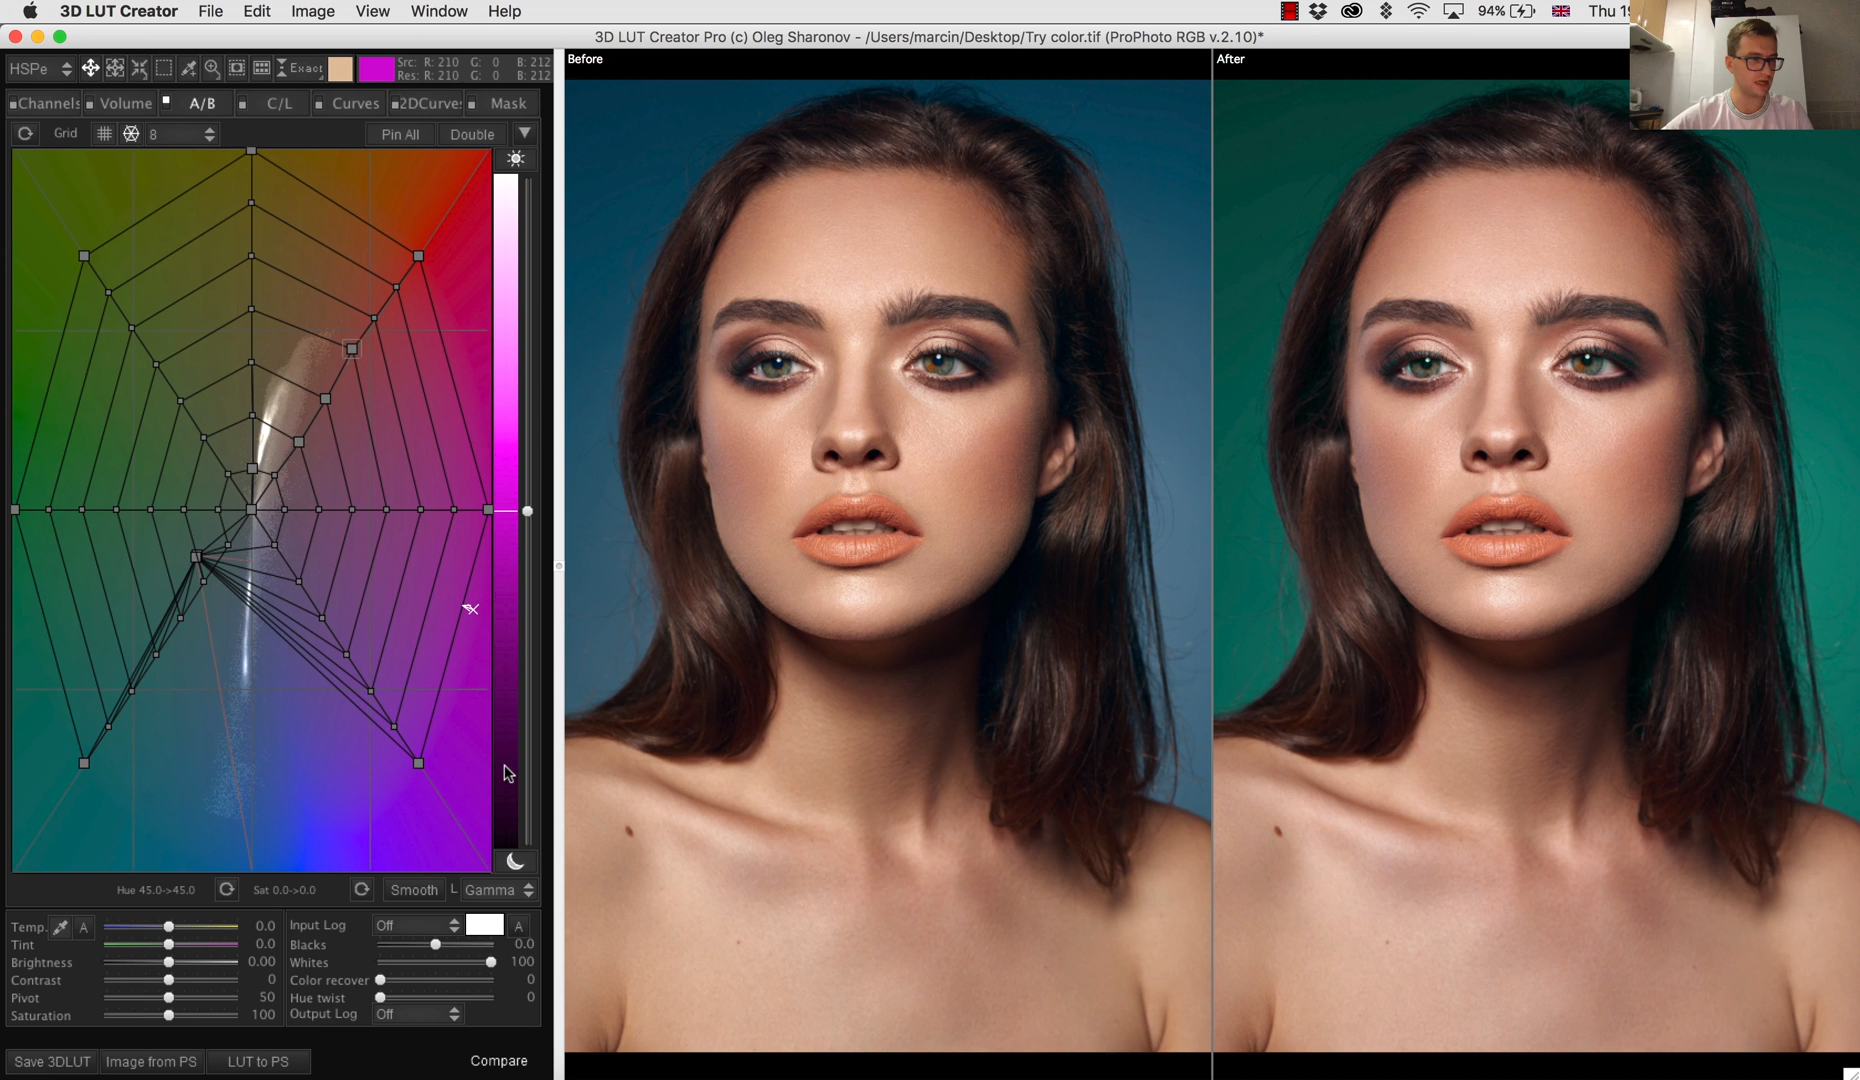 3D LUT Creator File Edit Image View Window Help 94% Thu 19
3D LUT Creator Pro (c) Oleg Sharonov - /Users/marcin/Desktop/Try color.tif (ProPhoto RGB v.2.10)*
HSPe Exact Src: R: 210 G: 0 B: 212
Res: R: 210 G: 0 B: 212
Before
After
Channels Volume A/B C/L Curves 2DCurves Mask
Grid 8 Pin All Double
Hue 45.0->45.0 Sat 0.0->0.0 Smooth L Gamma
Temp. A 0.0 Input Log Off A
Tint 0.0 Blacks 0.0
Brightness 0.00 Whites 100
Contrast 0 Color recover 0
Pivot 50 Hue twist 0
Saturation 100 Output Log Off
Save 3DLUT Image from PS LUT to PS Compare